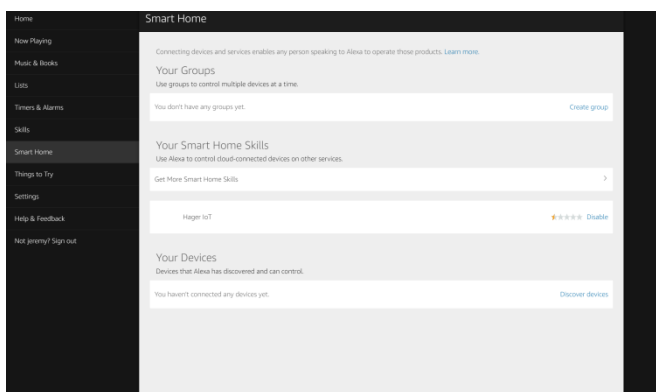 Home
Now Playing
Music & Books
Lists
Timers & Alarms
Skills
Smart Home
Things to Try
Settings
Help & Feedback
Not jeremy? Sign out
Smart Home
Connecting devices and services enables any person speaking to Alexa to operate those products. Learn more.
Your Groups
Use groups to control multiple devices at a time.
You don't have any groups yet. Create group
Your Smart Home Skills
Use Alexa to control cloud-connected devices on other services.
Get More Smart Home Skills
Hager IoT Disable
Your Devices
Devices that Alexa has discovered and can control.
You haven't connected any devices yet. Discover devices